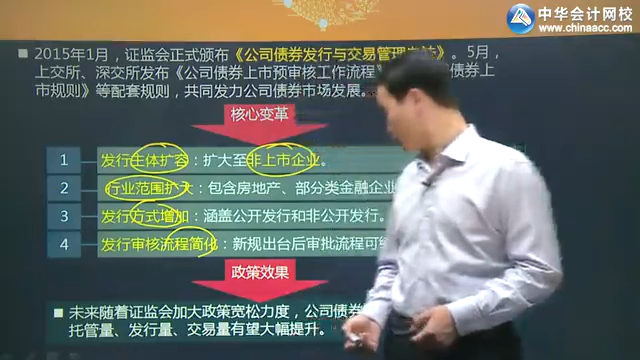 中华会计网校
www.chinaacc.com
2015年1月，证监会正式颁布《公司债券发行与交易管理办法》。5月，
上交所、深交所发布《公司债券上市预审核工作流程》 债券上
市规则》等配套规则，共同发力公司债券市场发展。
核心变革
1 发行主体扩容：扩大至非上市企业。
2 行业范围扩大：包含房地产、部分类金融企业
3 发行方式增加：涵盖公开发行和非公开发行。
4 发行审核流程简化：新规出台后审批流程可
政策效果
未来随着证监会加大政策宽松力度，公司债券
托管量、发行量、交易量有望大幅提升。